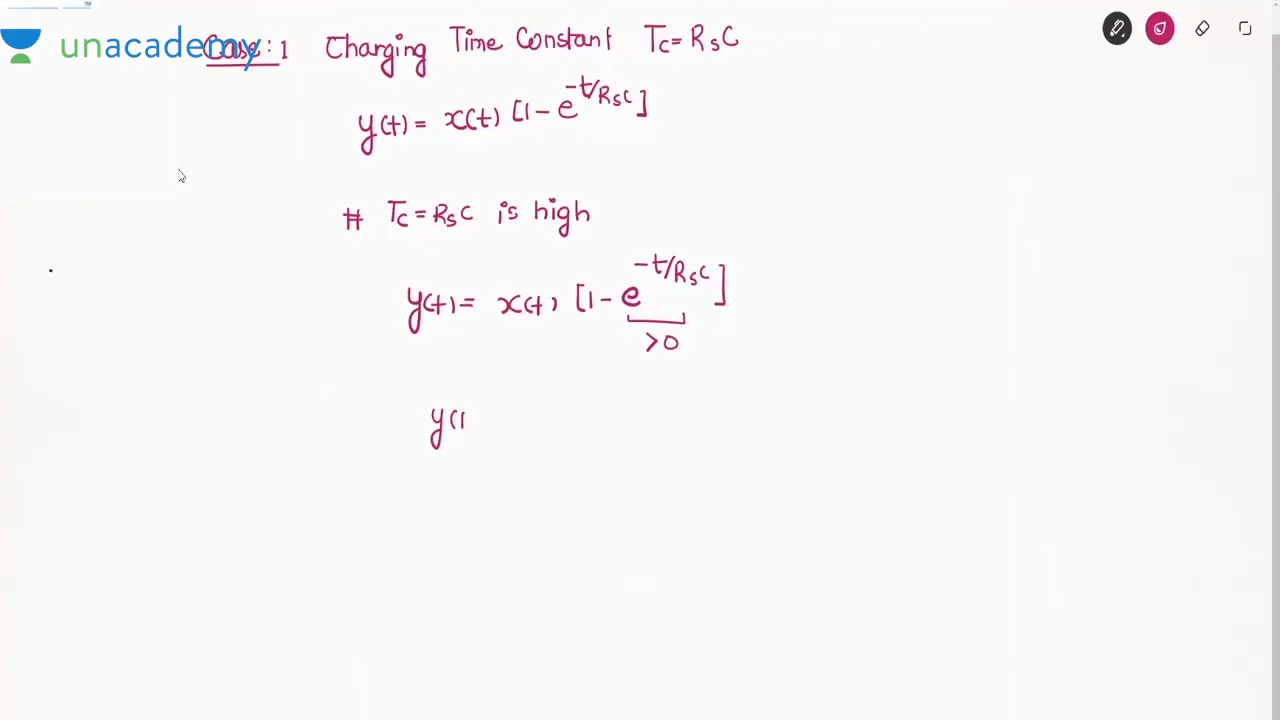 unacademy
Case: 1 Charging Time Constant Tc = RsC
y(t) = x(t) [1 - e^-t/RsC]
# Tc = RsC is high
y(t) = x(t) [1 - e^-t/RsC]
>0
y(